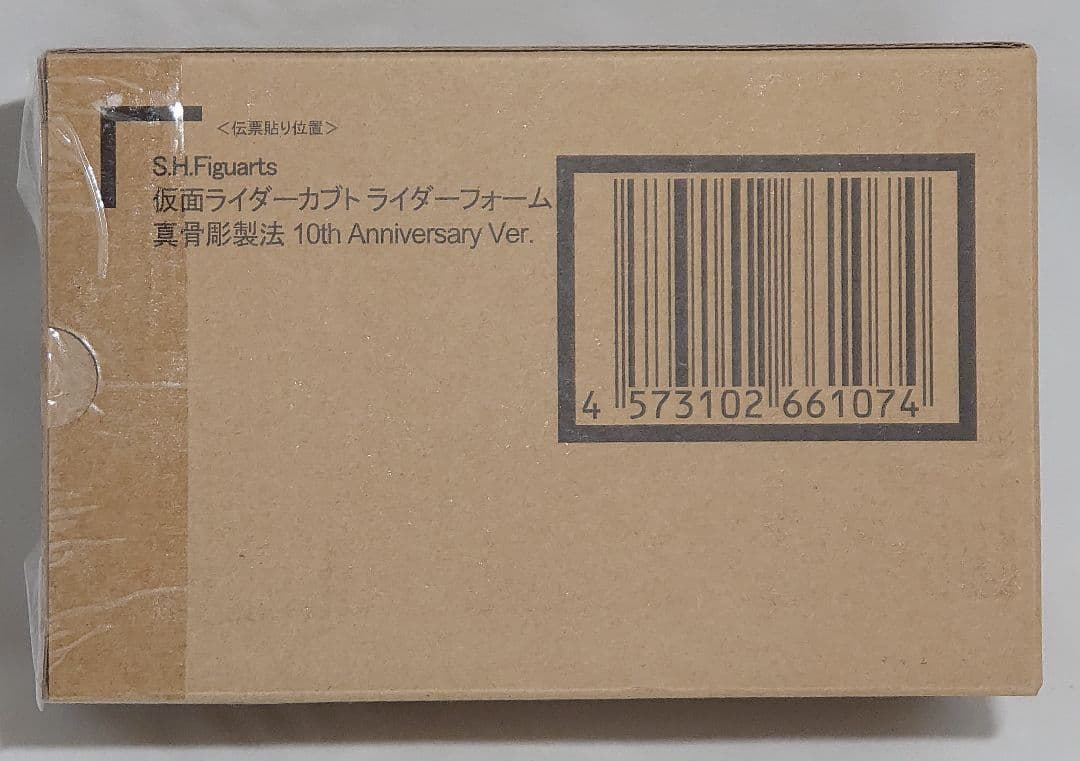 <伝票貼り位置>
S.H.Figuarts
仮面ライダーカブト ライダーフォーム
真骨彫製法 10th Anniversary Ver.
4 573102 661074